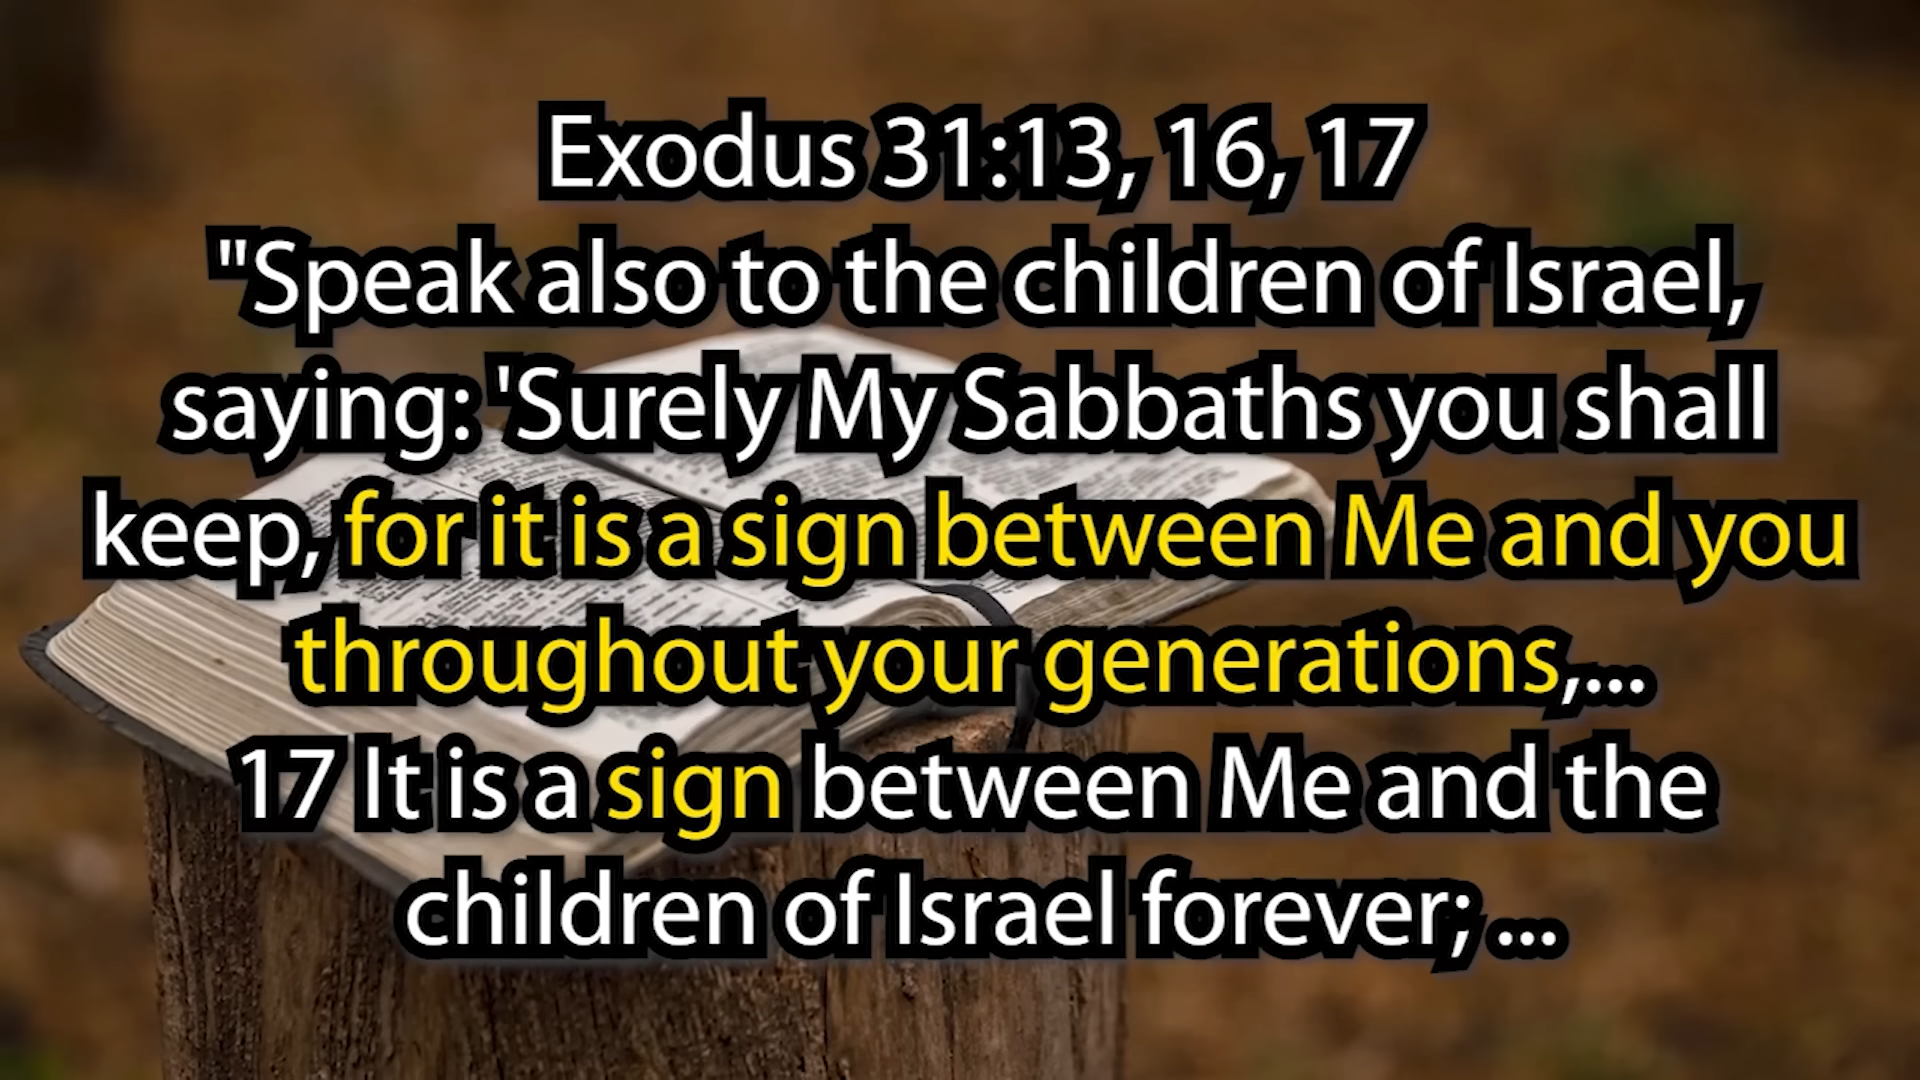 Exodus 31:13, 16, 17
"Speak also to the children of Israel,
saying: 'Surely My Sabbaths you shall
keep, for it is a sign between Me and you
throughout your generations,...
17 It is a sign between Me and the
children of Israel forever; ...